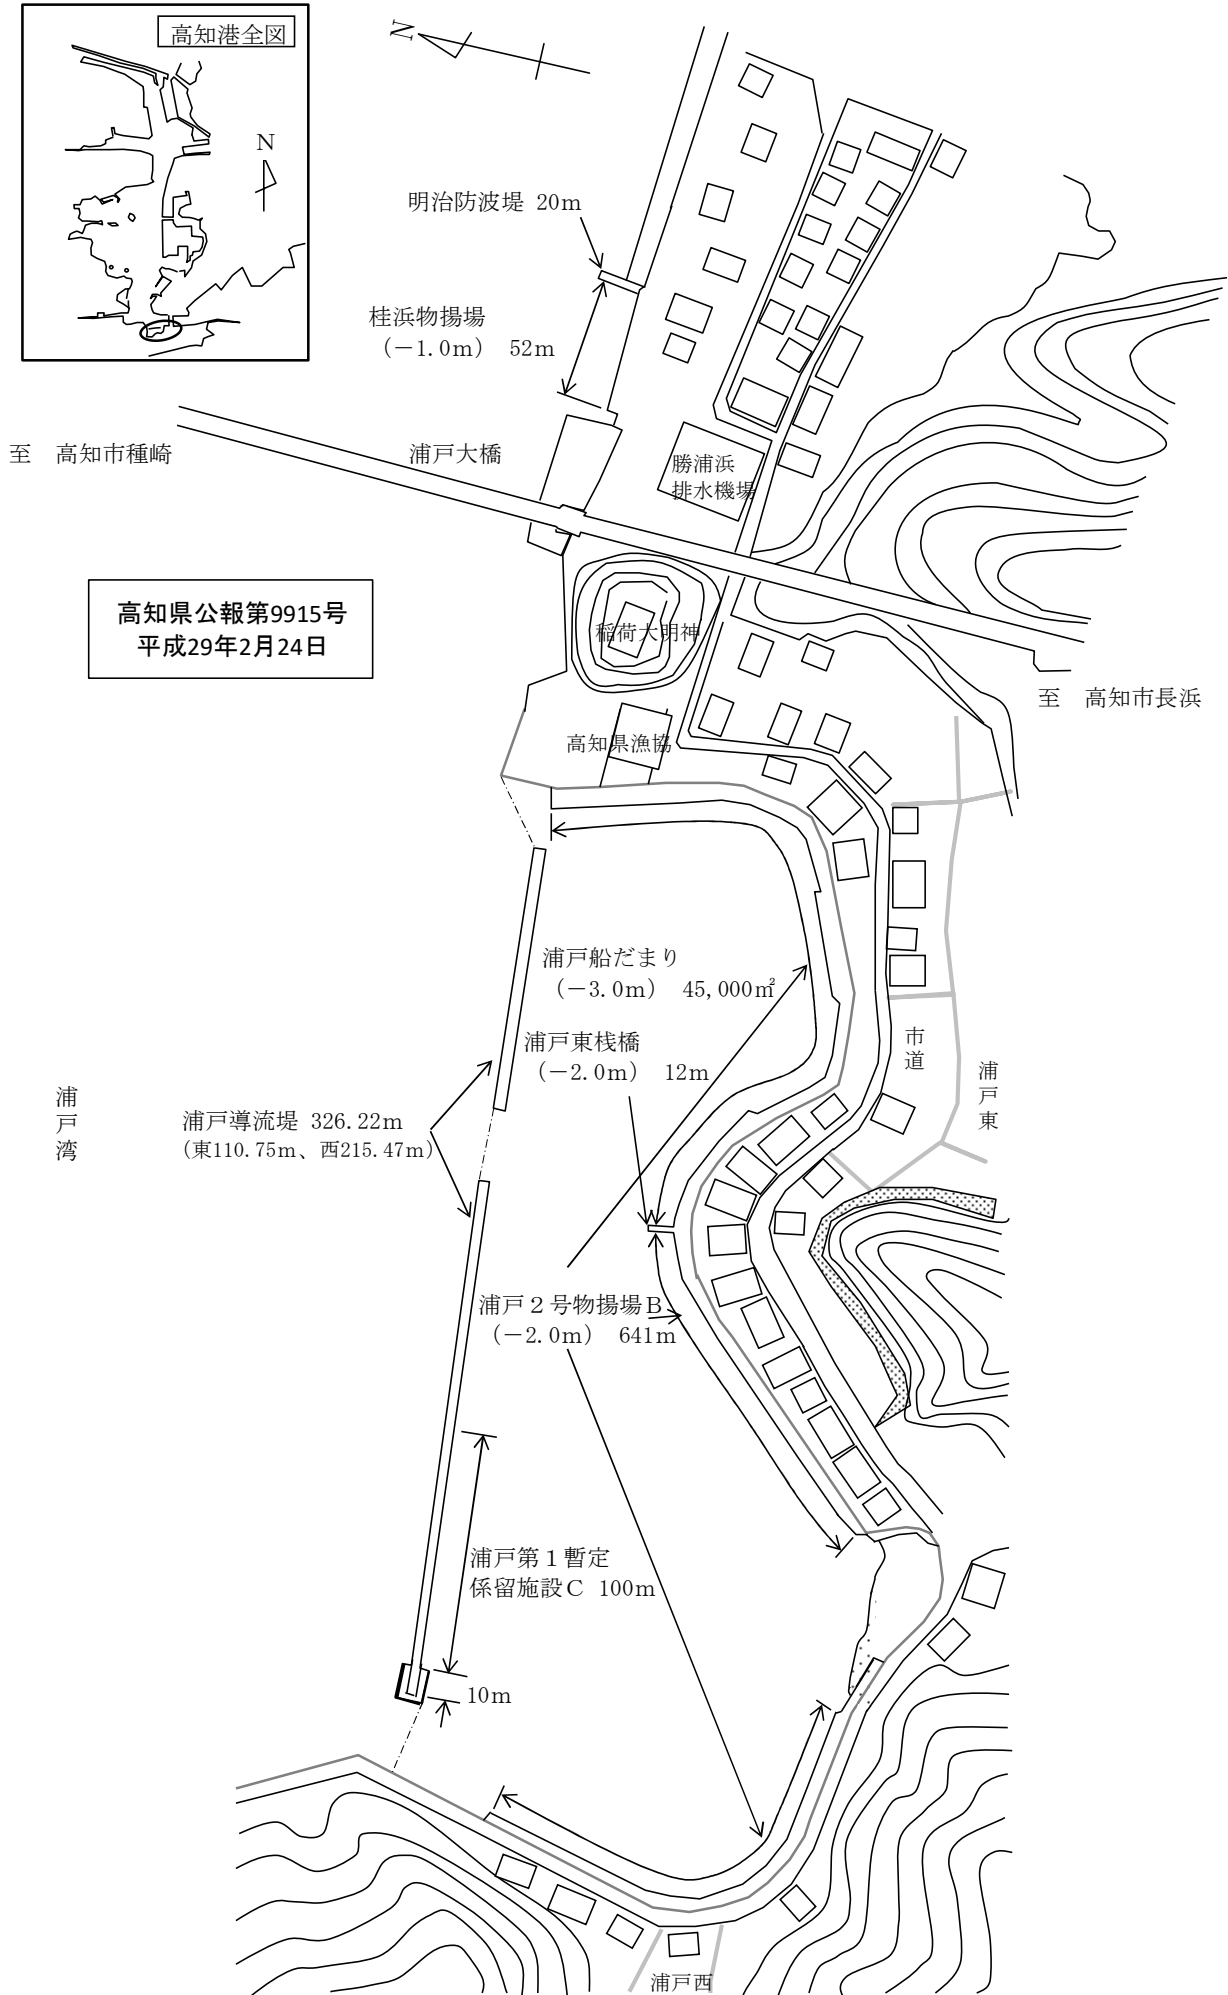 高知港全図
N
N
明治防波堤 20m
桂浜物揚場
(－1.0m) 52m
至 高知市種崎
浦戸大橋
勝浦浜
排水機場
高知県公報第9915号
平成29年2月24日
稲荷大明神
至 高知市長浜
高知県漁協
浦戸船だまり
(－3.0m) 45,000㎡
浦戸東桟橋
(－2.0m) 12m
市道
浦戸東
浦戸湾
浦戸導流堤 326.22m
(東110.75m、西215.47m)
浦戸２号物揚場Ｂ
(－2.0m) 641m
浦戸第１暫定
係留施設Ｃ 100m
10m
浦戸西